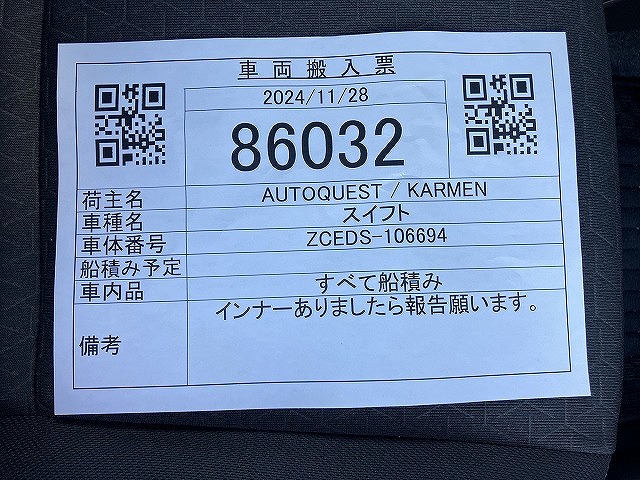 車両搬入票
2024/11/28
86032
荷主名 AUTOQUEST / KARMEN
車種名 スイフト
車体番号 ZCEDS-106694
船積み予定
車内品 すべて船積み
備考 インナーありましたら報告願います。